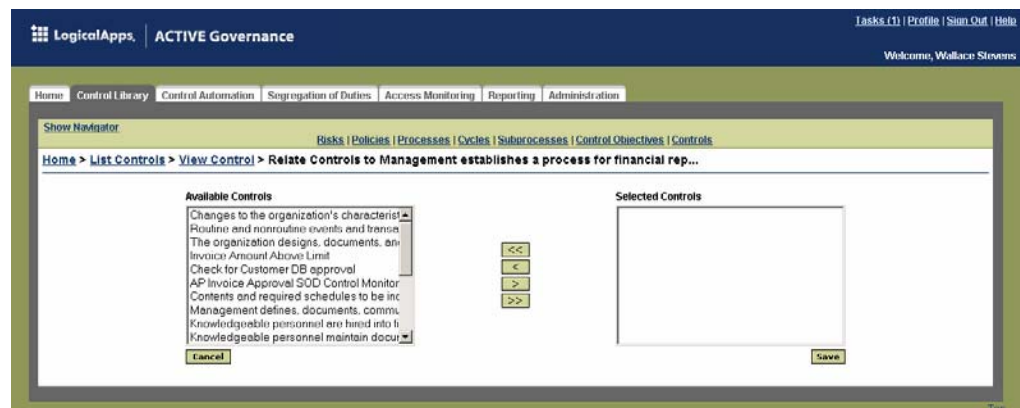 Tasks (1) | Profile | Sign Out | Help
LogicalApps. ACTIVE Governance
Welcome, Wallace Stevens
Home Control Library Control Automation Segregation of Duties Access Monitoring Reporting Administration
Show Navigator
Risks | Policies | Processes | Cycles | Subprocesses | Control Objectives | Controls
Home > List Controls > View Control > Relate Controls to Management establishes a process for financial rep...
Available Controls
Changes to the organization's characterist
Routine and nonroutine events and transa
The organization designs, documents, an
Invoice Amount Above Limit
Check for Customer DB approval
AP Invoice Approval SOD Control Monitor
Contents and required schedules to be inc
Management defines, documents, commu
Knowledgeable personnel are hired into f
Knowledgeable personnel maintain docu
<<
<
>
>>
Selected Controls
Cancel
Save